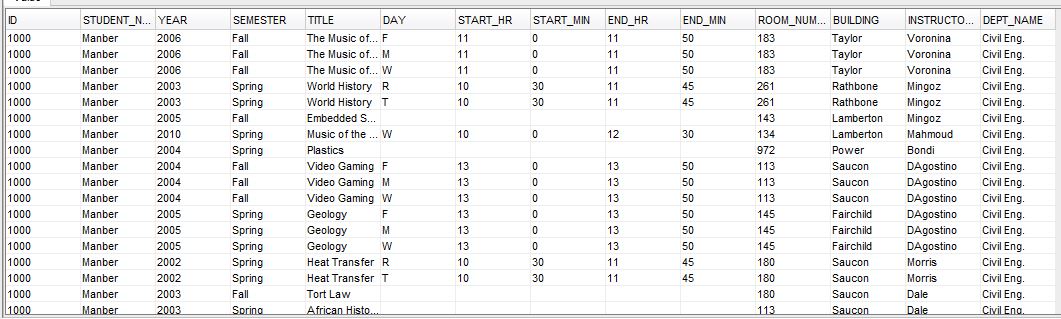 ID STUDENT_N... YEAR SEMESTER TITLE DAY START_HR START_MIN END_HR END_MIN ROOM_NUM... BUILDING INSTRUCTO... DEPT_NAME
1000 Manber 2006 Fall The Music of... F 11 0 11 50 183 Taylor Voronina Civil Eng.
1000 Manber 2006 Fall The Music of... M 11 0 11 50 183 Taylor Voronina Civil Eng.
1000 Manber 2006 Fall The Music of... W 11 0 11 50 183 Taylor Voronina Civil Eng.
1000 Manber 2003 Spring World History R 10 30 11 45 261 Rathbone Mingoz Civil Eng.
1000 Manber 2003 Spring World History T 10 30 11 45 261 Rathbone Mingoz Civil Eng.
1000 Manber 2005 Fall Embedded S... 143 Lamberton Mingoz Civil Eng.
1000 Manber 2010 Spring Music of the ... W 10 0 12 30 134 Lamberton Mahmoud Civil Eng.
1000 Manber 2004 Spring Plastics 972 Power Bondi Civil Eng.
1000 Manber 2004 Fall Video Gaming F 13 0 13 50 113 Saucon DAgostino Civil Eng.
1000 Manber 2004 Fall Video Gaming M 13 0 13 50 113 Saucon DAgostino Civil Eng.
1000 Manber 2004 Fall Video Gaming W 13 0 13 50 113 Saucon DAgostino Civil Eng.
1000 Manber 2005 Spring Geology F 13 0 13 50 145 Fairchild DAgostino Civil Eng.
1000 Manber 2005 Spring Geology M 13 0 13 50 145 Fairchild DAgostino Civil Eng.
1000 Manber 2005 Spring Geology W 13 0 13 50 145 Fairchild DAgostino Civil Eng.
1000 Manber 2002 Spring Heat Transfer R 10 30 11 45 180 Saucon Morris Civil Eng.
1000 Manber 2002 Spring Heat Transfer T 10 30 11 45 180 Saucon Morris Civil Eng.
1000 Manber 2003 Fall Tort Law 180 Saucon Dale Civil Eng.
1000 Manber 2003 Spring African Histo... 113 Saucon Dale Civil Eng.